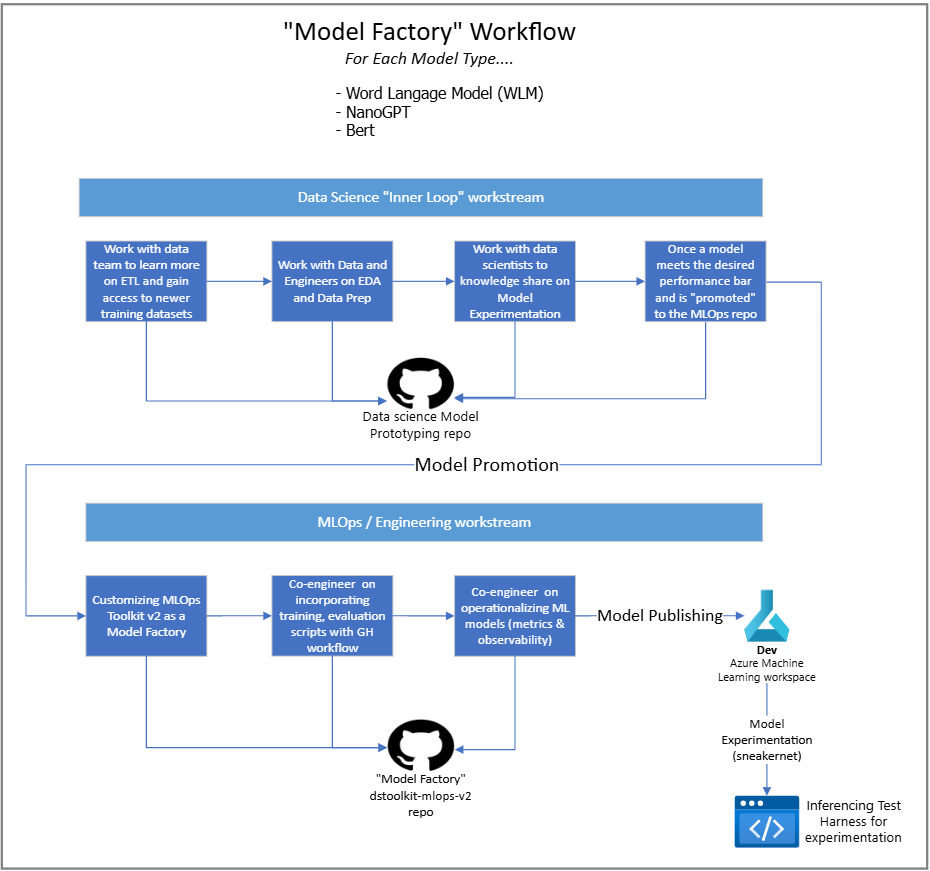 "Model Factory" Workflow
For Each Model Type....
- Word Langage Model (WLM)
- NanoGPT
- Bert
Data Science "Inner Loop" workstream
Work with data
team to learn more
on ETL and gain
access to newer
training datasets
Work with Data and
Engineers on EDA
and Data Prep
Work with data
scientists to
knowledge share on
Model
Experimentation
Once a model
meets the desired
performance bar
and is "promoted"
to the MLOps repo
Data science Model
Prototyping repo
Model Promotion
MLOps / Engineering workstream
Customizing MLOps
Toolkit v2 as a
Model Factory
Co-engineer on
incorporating
training, evaluation
scripts with GH
workflow
Co-engineer on
operationalizing ML
models (metrics &
observability)
Model Publishing
Dev
Azure Machine
Learning workspace
"Model Factory"
dstoolkit-mlops-v2
repo
Model
Experimentation
(sneakernet)
Inferencing Test
Harness for
experimentation